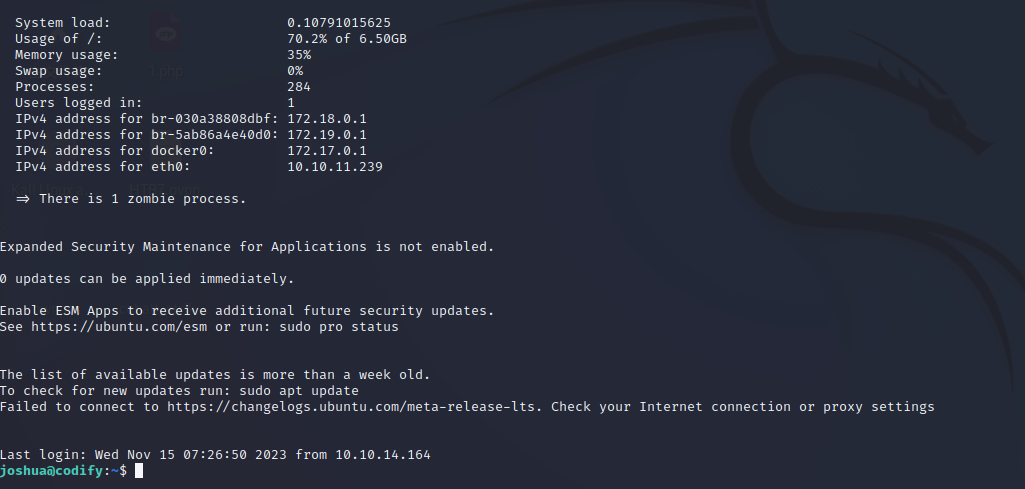 System load: 0.10791015625
Usage of /: 70.2% of 6.50GB
Memory usage: 35%
Swap usage: 0%
Processes: 284
Users logged in: 1
IPv4 address for br-030a38808dbf: 172.18.0.1
IPv4 address for br-5ab86a4e40d0: 172.19.0.1
IPv4 address for docker0: 172.17.0.1
IPv4 address for eth0: 10.10.11.239
=> There is 1 zombie process.
Expanded Security Maintenance for Applications is not enabled.
0 updates can be applied immediately.
Enable ESM Apps to receive additional future security updates.
See https://ubuntu.com/esm or run: sudo pro status
The list of available updates is more than a week old.
To check for new updates run: sudo apt update
Failed to connect to https://changelogs.ubuntu.com/meta-release-lts. Check your Internet connection or proxy settings
Last login: Wed Nov 15 07:26:50 2023 from 10.10.14.164
joshua@codify:~$